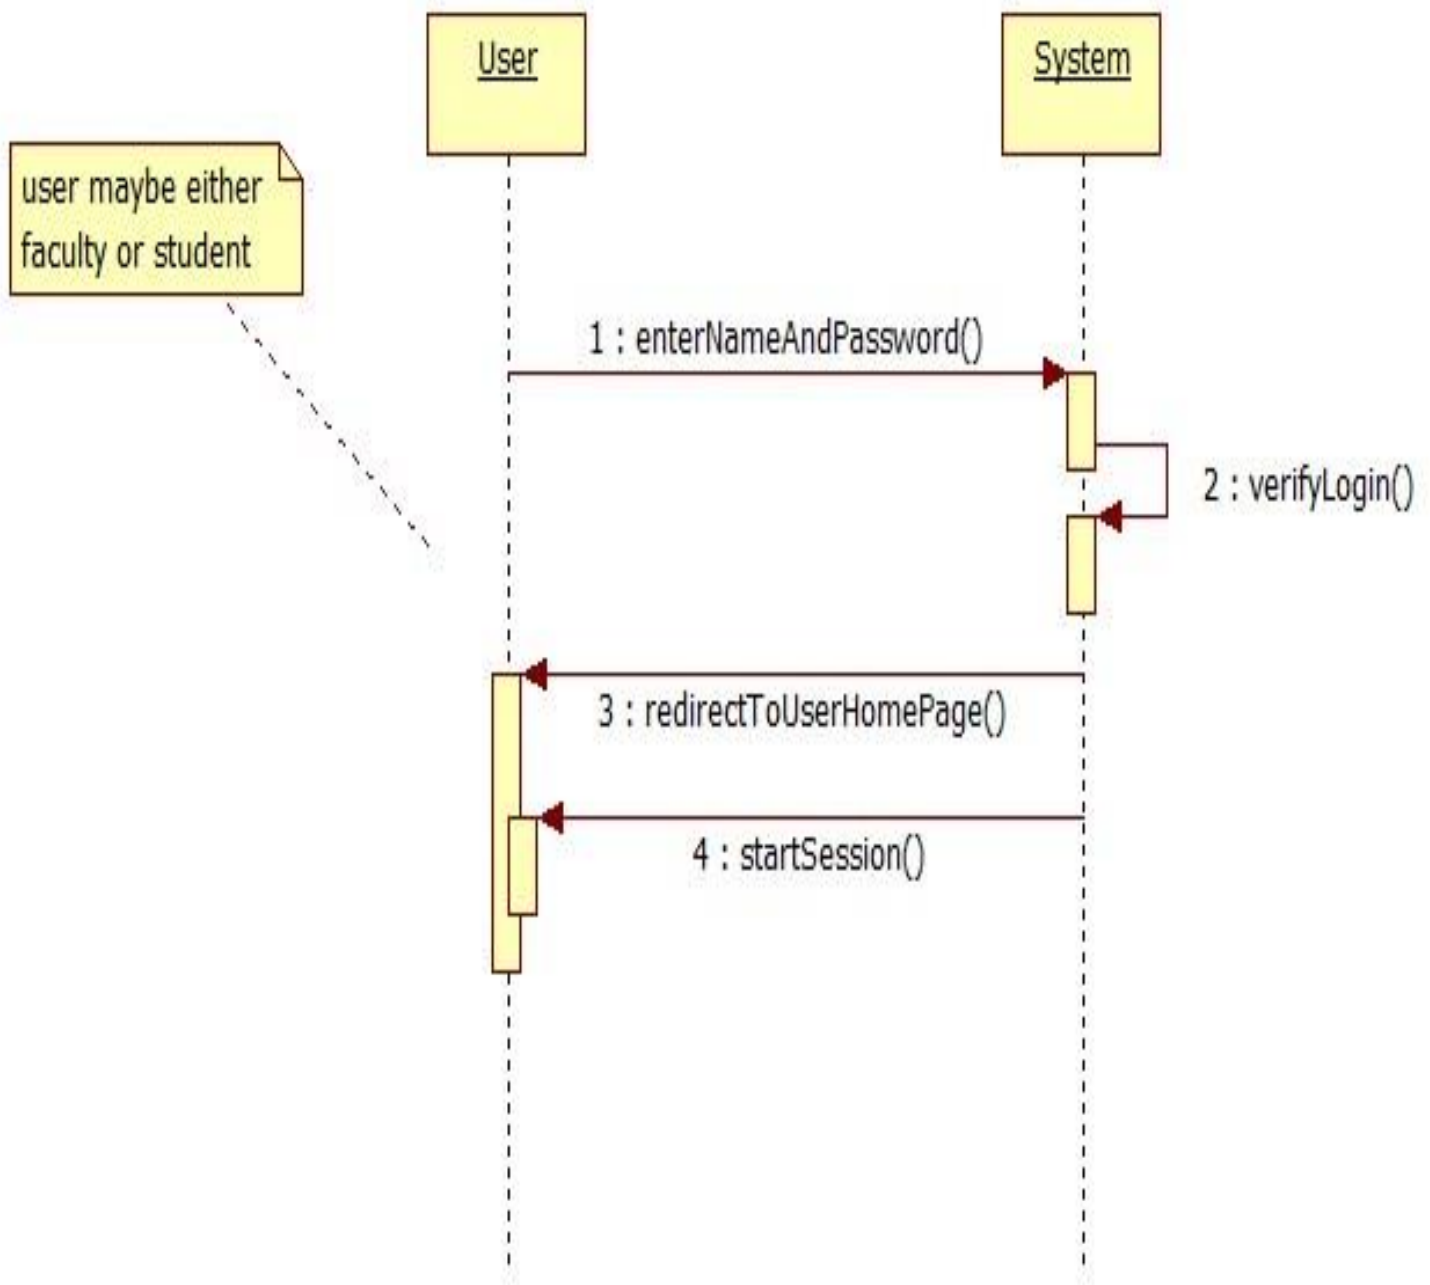 User
System
user maybe either
faculty or student
1 : enterNameAndPassword()
2 : verifyLogin()
3 : redirectToUserHomePage()
4 : startSession()